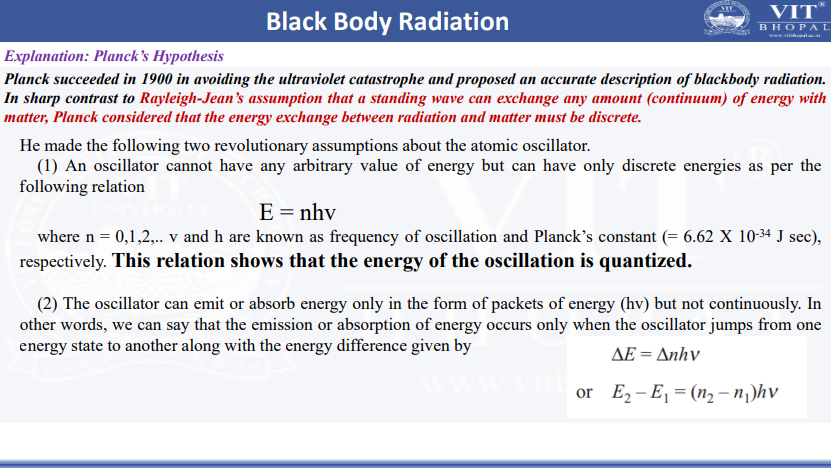 Black Body Radiation
VIT
BHOPAL
www.vitbhopal.ac.in
Explanation: Planck's Hypothesis
Planck succeeded in 1900 in avoiding the ultraviolet catastrophe and proposed an accurate description of blackbody radiation.
In sharp contrast to Rayleigh-Jean's assumption that a standing wave can exchange any amount (continuum) of energy with
matter, Planck considered that the energy exchange between radiation and matter must be discrete.
He made the following two revolutionary assumptions about the atomic oscillator.
(1) An oscillator cannot have any arbitrary value of energy but can have only discrete energies as per the
following relation
E = nhν
where n = 0,1,2,.. ν and h are known as frequency of oscillation and Planck's constant (= 6.62 X 10⁻³⁴ J sec),
respectively. This relation shows that the energy of the oscillation is quantized.
(2) The oscillator can emit or absorb energy only in the form of packets of energy (hν) but not continuously. In
other words, we can say that the emission or absorption of energy occurs only when the oscillator jumps from one
energy state to another along with the energy difference given by
ΔE = Δnhν
or E₂ – E₁ = (n₂ – n₁)hν